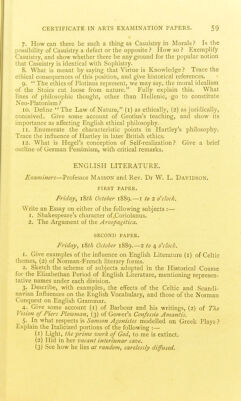 CERTIFICATE IN ARTS EXAMINATION PAPERS. 59
7. How can there be such a thing as Casuistry in Morals? Is the
possibility of Casuistry a defect or the opposite? How so? Exemplify
Casuistry, and show whether there be any ground for the popular notion
that Casuistry is identical with Sophistry.
8. What is meant by saying that Virtue is Knowledge? Trace the
ethical consequences of this position, and give historical references.
9. "The ethics of Plotinus represent, we may say, the moral idealism
of the Stoics cut loose from nature." Fully explain this. What
lines of philosophic thought, other than Hellenic, go to constitute
Neo-Platonism?
10. Define "The Law of Nature," (1) as ethically, (2) as juridically,
conceived. Give some account of Grotius's teaching, and show its
importance as affecting English ethical philosophy.
11. Enumerate the characteristic points in Hartley's philosophy.
Trace the influence of Hartley in later British ethics.
12. What is Hegel's conception of Self-realization? Give a brief
outline of German Pessimism, with critical remarks.
ENGLISH LITERATURE.
Examiners—Professor MASSON and Rev. Dr W. L. DAVIDSON.
FIRST PAPER.
Friday, 18th October 1889.—1 to 2 o'clock.
Write an Essay on either of the following subjects:—
1. Shakespeare's character of Coriolanus.
2. The Argument of the Areopagitica.
SECOND PAPER.
Friday, 18th October 1889.—2 to 4 o'clock.
1. Give examples of the influence on English Literature (1) of Celtic
themes, (2) of Norman-French literary forms.
2. Sketch the scheme of subjects adopted in the Historical Course
for the Elizabethan Period of English Literature, mentioning represen-
tative names under each division.
3. Describe, with examples, the effects of the Celtic and Scandi-
navian Influences on the English Vocabulary, and those of the Norman
Conquest on English Grammar.
4. Give some account (1) of Barbour and his writings, (2) of The
Vision of Piers Plowman, (3) of Gower's Confessio Amantis.
5. In what respects is Samson Agonistes modelled on Greek Plays?
Explain the Italicized portions of the following:—
(1) Light, the prime work of God, to me is extinct.
(2) Hid in her vacant interlunar cave.
(3) See how he lies at random, carelessly diffused.